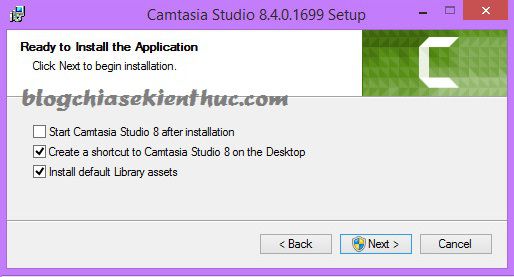 Camtasia Studio 8.4.0.1699 Setup
Ready to Install the Application
Click Next to begin installation.
blogchiasekienthuc.com
Start Camtasia Studio 8 after installation
Create a shortcut to Camtasia Studio 8 on the Desktop
Install default Library assets
< Back Next > Cancel